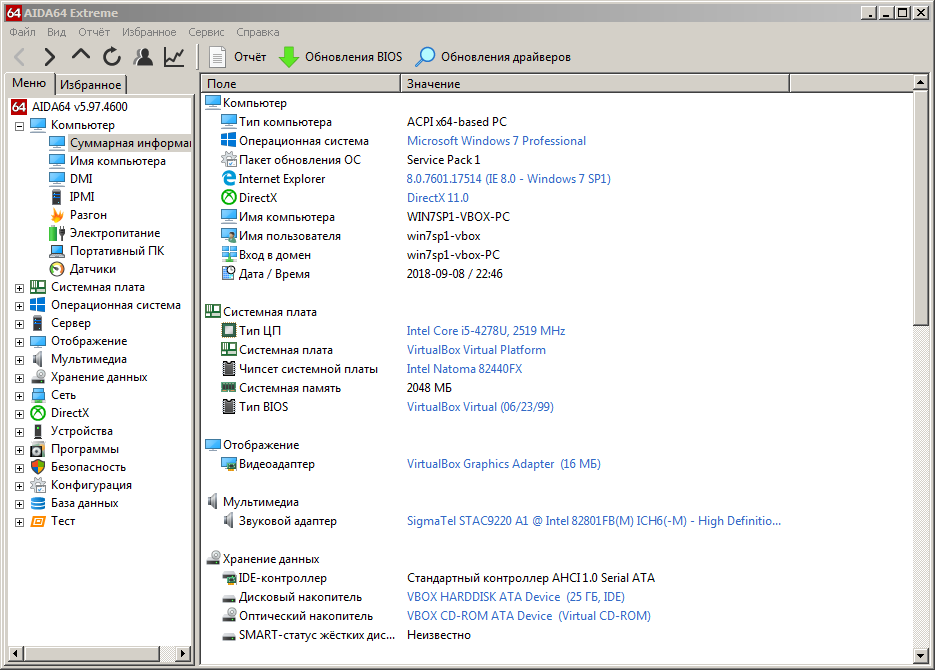 64 AIDA64 Extreme
Файл Вид Отчёт Избранное Сервис Справка
Отчёт Обновления BIOS Обновления драйверов
Меню Избранное
64 AIDA64 v5.97.4600
Компьютер
Суммарная информа
Имя компьютера
DMI
IPMI
Разгон
Электропитание
Портативный ПК
Датчики
Системная плата
Операционная система
Сервер
Отображение
Мультимедиа
Хранение данных
Сеть
DirectX
Устройства
Программы
Безопасность
Конфигурация
База данных
Тест
Поле Значение
Компьютер
Тип компьютера ACPI x64-based PC
Операционная система Microsoft Windows 7 Professional
Пакет обновления ОС Service Pack 1
Internet Explorer 8.0.7601.17514 (IE 8.0 - Windows 7 SP1)
DirectX DirectX 11.0
Имя компьютера WIN7SP1-VBOX-PC
Имя пользователя win7sp1-vbox
Вход в домен win7sp1-vbox-PC
Дата / Время 2018-09-08 / 22:46
Системная плата
Тип ЦП Intel Core i5-4278U, 2519 MHz
Системная плата VirtualBox Virtual Platform
Чипсет системной платы Intel Natoma 82440FX
Системная память 2048 МБ
Тип BIOS VirtualBox Virtual (06/23/99)
Отображение
Видеоадаптер VirtualBox Graphics Adapter (16 МБ)
Мультимедиа
Звуковой адаптер SigmaTel STAC9220 A1 @ Intel 82801FB(M) ICH6(-M) - High Definitio...
Хранение данных
IDE-контроллер Стандартный контроллер AHCI 1.0 Serial ATA
Дисковый накопитель VBOX HARDDISK ATA Device (25 ГБ, IDE)
Оптический накопитель VBOX CD-ROM ATA Device (Virtual CD-ROM)
SMART-статус жёстких дис... Неизвестно